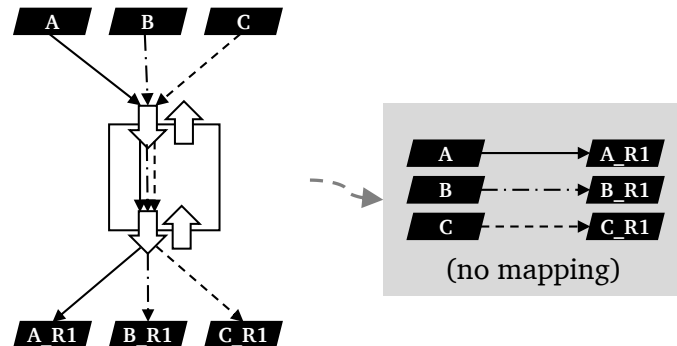 A B C
A_R1 B_R1 C_R1
A A_R1
B B_R1
C C_R1
(no mapping)